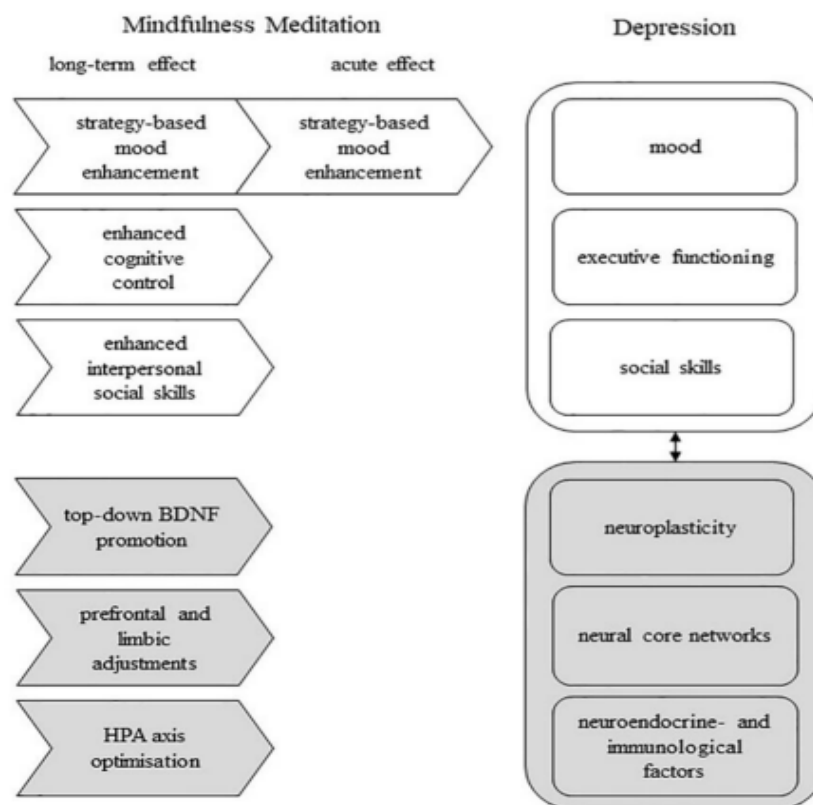 Mindfulness Meditation
Depression
long-term effect
acute effect
strategy-based
mood
enhancement
strategy-based
mood
enhancement
mood
enhanced
cognitive
control
executive functioning
enhanced
interpersonal
social skills
social skills
top-down BDNF
promotion
neuroplasticity
prefrontal and
limbic
adjustments
neural core networks
HPA axis
optimisation
neuroendocrine- and
immunological
factors